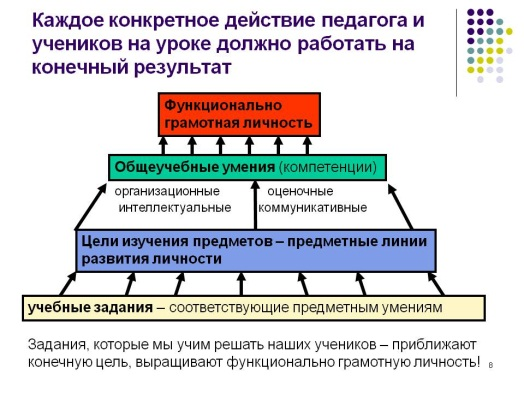 Каждое конкретное действие педагога и
учеников на уроке должно работать на
конечный результат
Функционально
грамотная личность
Общеучебные умения (компетенции)
организационные оценочные
интеллектуальные коммуникативные
Цели изучения предметов – предметные линии
развития личности
учебные задания – соответствующие предметным умениям
Задания, которые мы учим решать наших учеников – приближают
конечную цель, выращивают функционально грамотную личность!
8